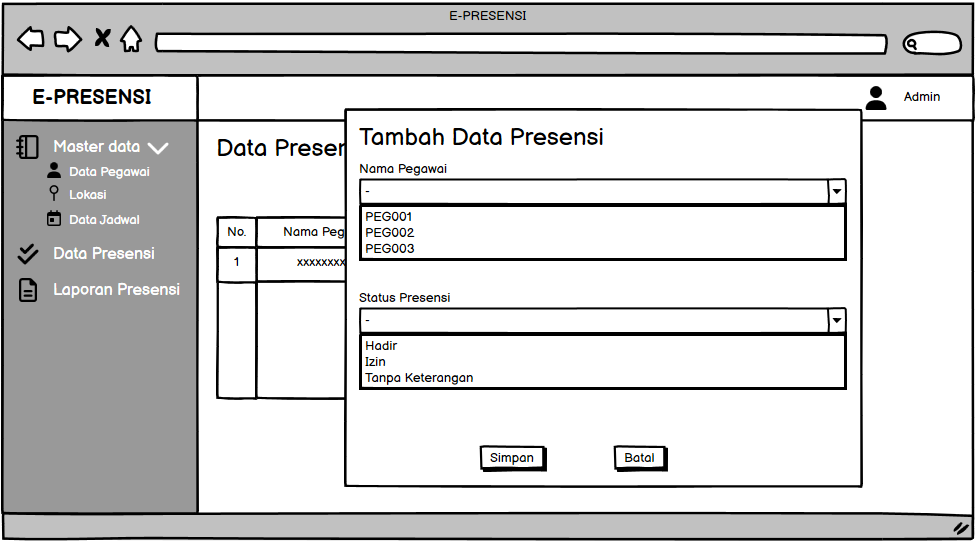 E-PRESENSI
E-PRESENSI
Admin
Master data
Data Pegawai
Lokasi
Data Jadwal
Data Presensi
Laporan Presensi
Data Presen
No.
Nama Peg
1
xxxxxxxx
Tambah Data Presensi
Nama Pegawai
-
PEG001
PEG002
PEG003
Status Presensi
-
Hadir
Izin
Tanpa Keterangan
Simpan
Batal